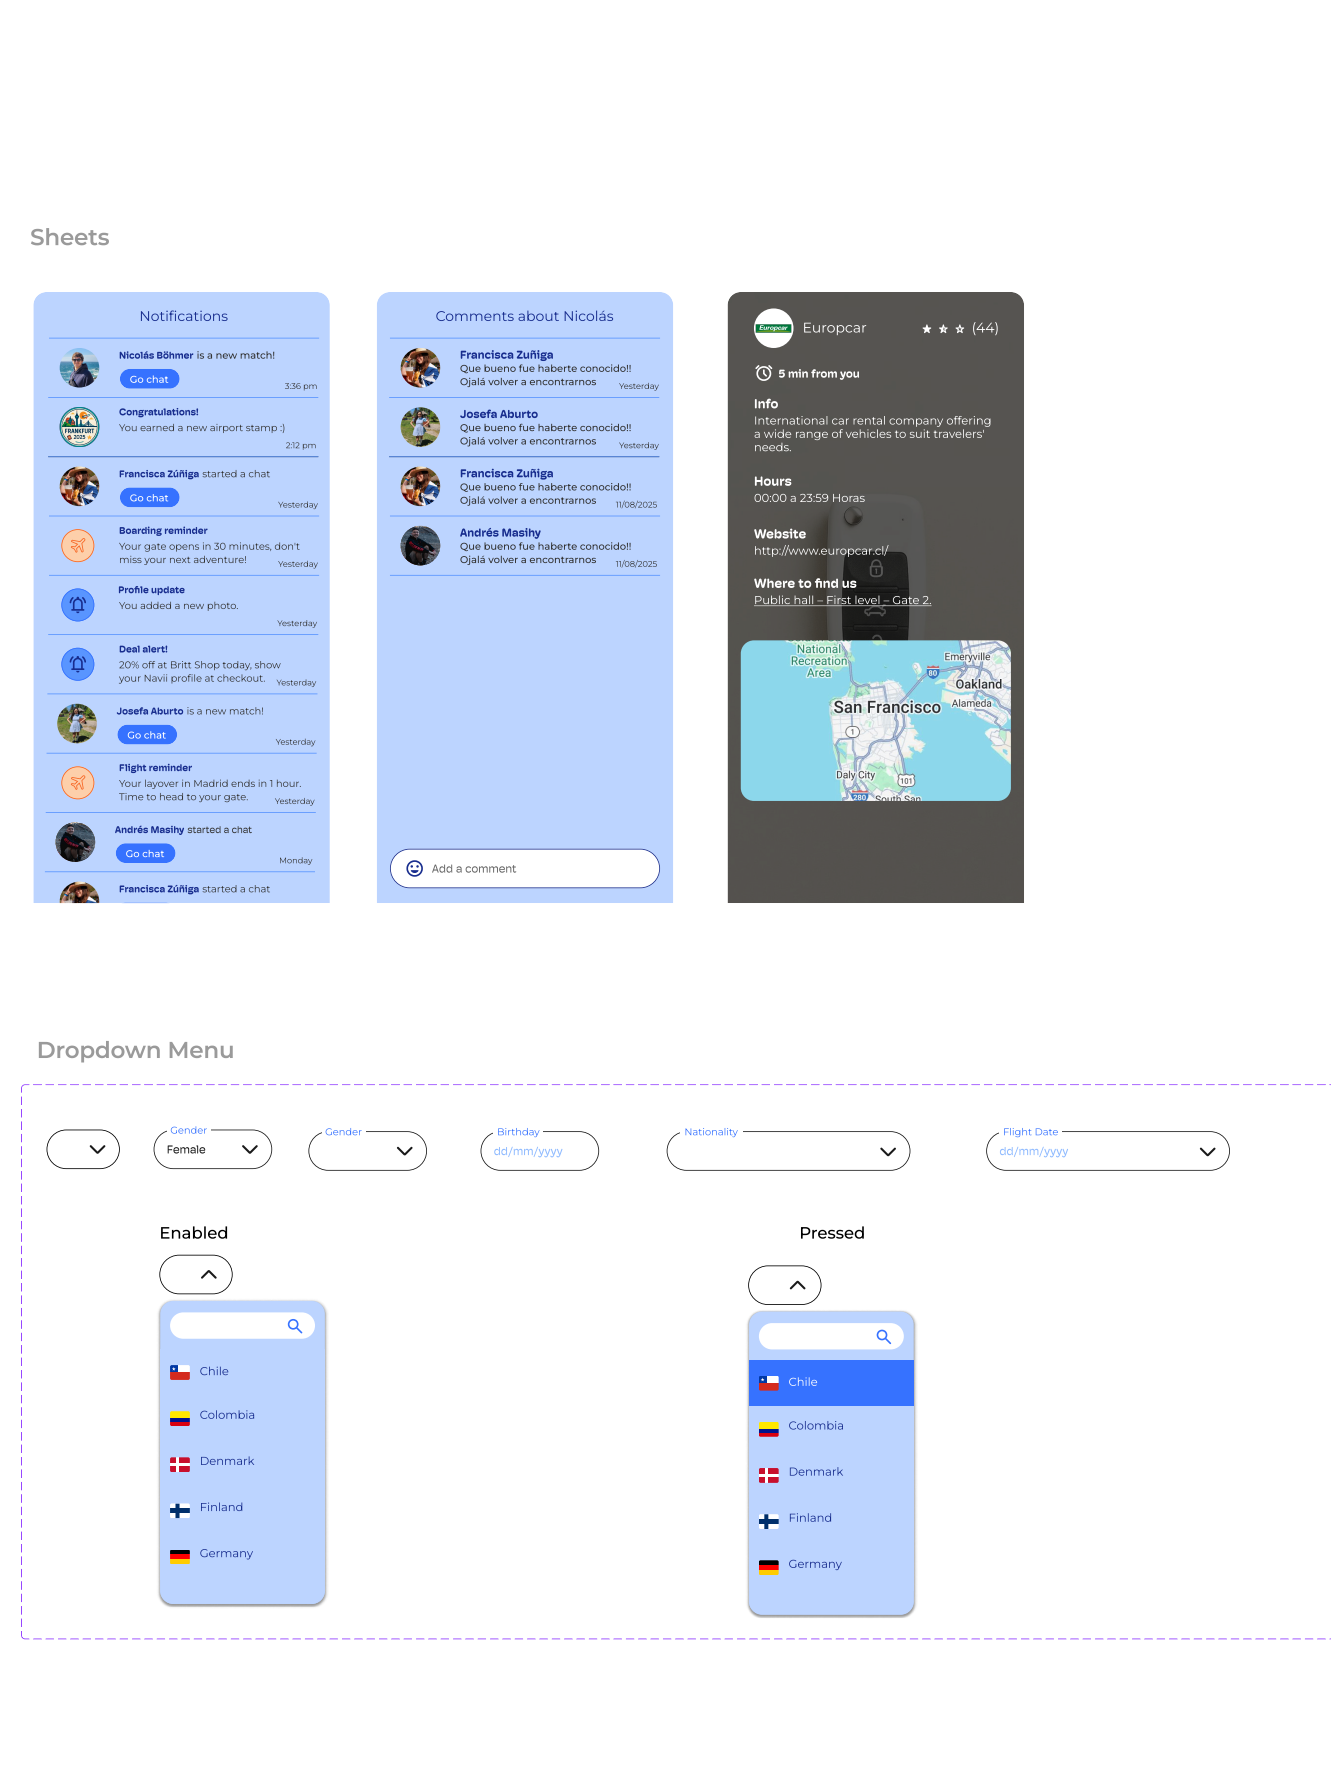 Sheets
Notifications
Nicolás Böhmer is a new match!
Go chat
3:36 pm
FRANKFURT
2025
Congratulations!
You earned a new airport stamp :)
2:12 pm
Francisca Zúñiga started a chat
Go chat
Yesterday
Boarding reminder
Your gate opens in 30 minutes, don't
miss your next adventure!
Yesterday
Profile update
You added a new photo.
Yesterday
Deal alert!
20% off at Britt Shop today, show
your Navii profile at checkout.
Yesterday
Josefa Aburto is a new match!
Go chat
Yesterday
Flight reminder
Your layover in Madrid ends in 1 hour.
Time to head to your gate.
Yesterday
Andrés Masihy started a chat
Go chat
Monday
Francisca Zúñiga started a chat
Comments about Nicolás
Francisca Zuñiga
Que bueno fue haberte conocido!!
Ojalá volver a encontrarnos
Yesterday
Josefa Aburto
Que bueno fue haberte conocido!!
Ojalá volver a encontrarnos
Yesterday
Francisca Zuñiga
Que bueno fue haberte conocido!!
Ojalá volver a encontrarnos
11/08/2025
Andrés Masihy
Que bueno fue haberte conocido!!
Ojalá volver a encontrarnos
11/08/2025
Add a comment
Europcar
Europcar
(44)
5 min from you
Info
International car rental company offering
a wide range of vehicles to suit travelers'
needs.
Hours
00:00 a 23:59 Horas
Website
http://www.europcar.cl/
Where to find us
Public hall – First level – Gate 2.
National
Recreation
Area
Emeryville
80
Oakland
San Francisco
Alameda
1
Daly City
101
280
South San
Dropdown Menu
Gender
Female
Gender
Birthday
dd/mm/yyyy
Nationality
Flight Date
dd/mm/yyyy
Enabled
Chile
Colombia
Denmark
Finland
Germany
Pressed
Chile
Colombia
Denmark
Finland
Germany